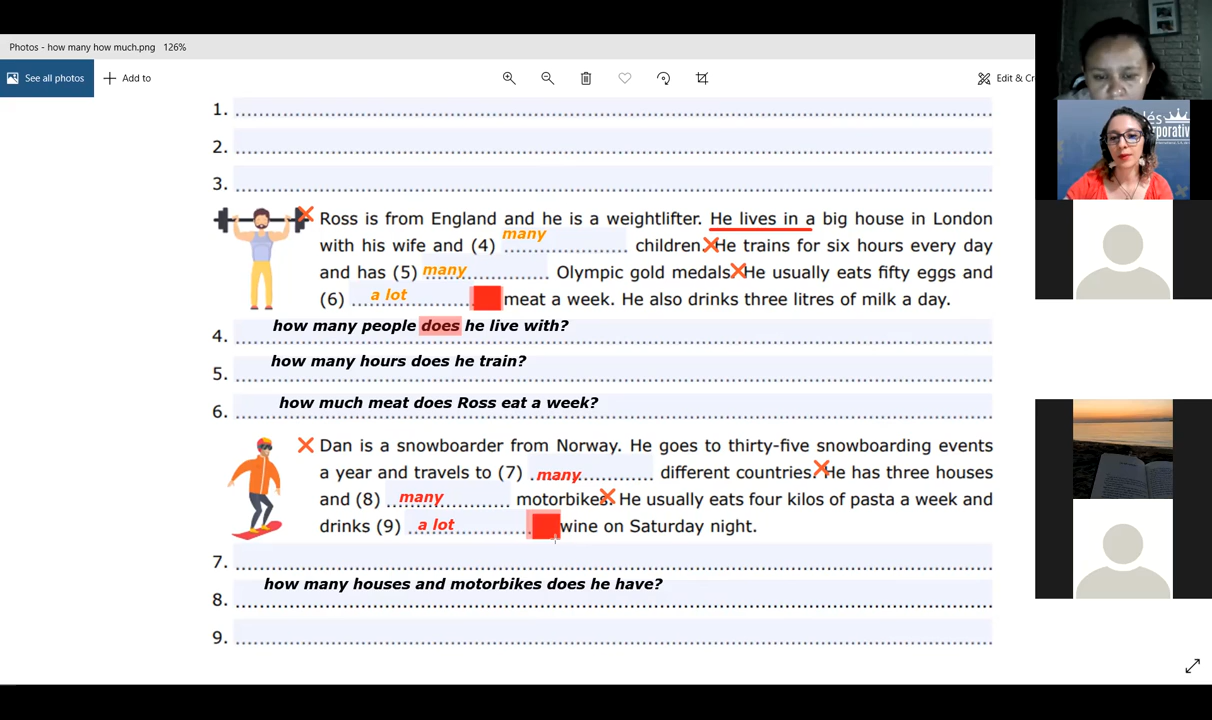 Photos - how many how much.png 126%
See all photos + Add to
Edit & Cr
1.
2.
3.
Ross is from England and he is a weightlifter. He lives in a big house in London
with his wife and (4) many children. He trains for six hours every day
and has (5) many Olympic gold medals. He usually eats fifty eggs and
(6) a lot meat a week. He also drinks three litres of milk a day.
4. how many people does he live with?
5. how many hours does he train?
6. how much meat does Ross eat a week?
Dan is a snowboarder from Norway. He goes to thirty-five snowboarding events
a year and travels to (7) many different countries. He has three houses
and (8) many motorbikes. He usually eats four kilos of pasta a week and
drinks (9) a lot wine on Saturday night.
7.
8. how many houses and motorbikes does he have?
9.